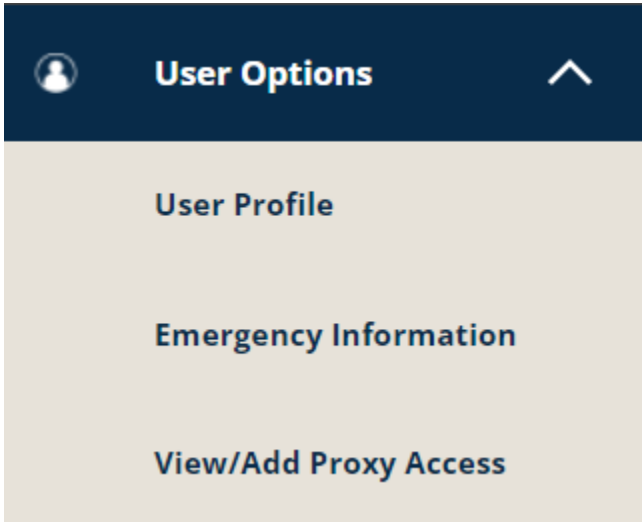 User Options
User Profile
Emergency Information
View/Add Proxy Access